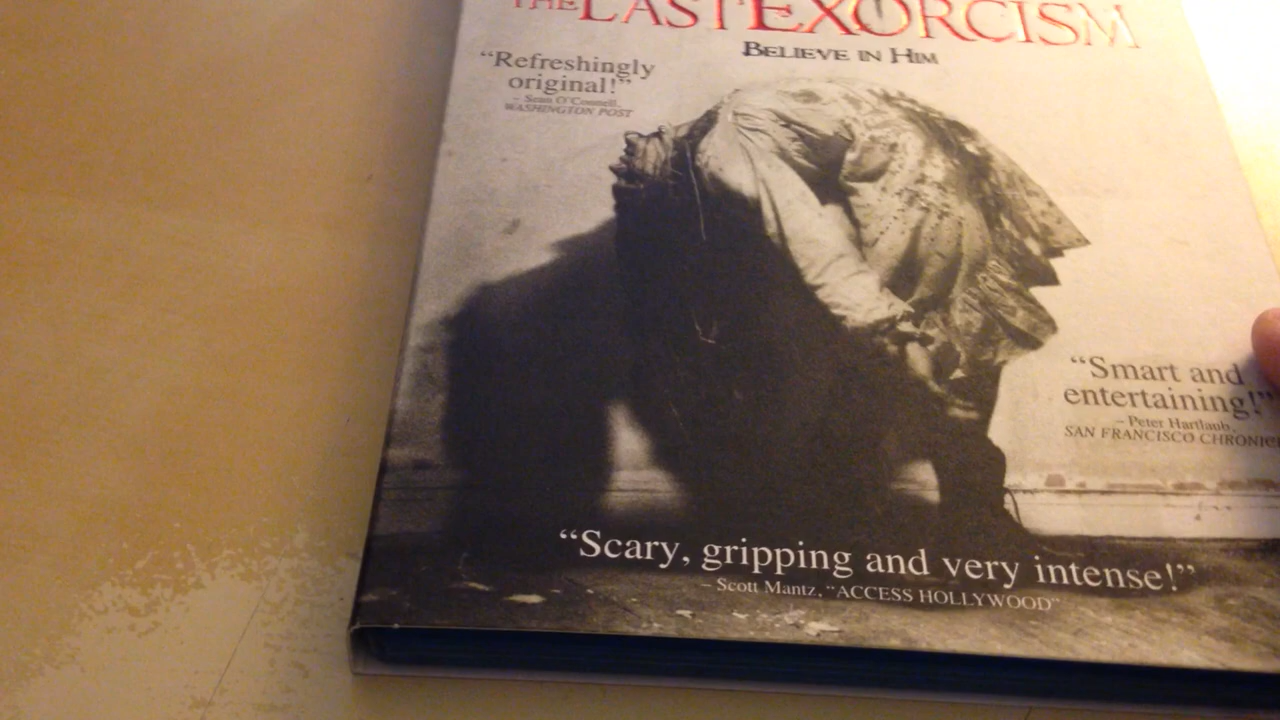 THE LAST EXORCISM
BELIEVE IN HIM
“Refreshingly
original!”
– Sean O'Connell,
WASHINGTON POST
“Smart and
entertaining!”
– Peter Hartlaub,
SAN FRANCISCO CHRONIC
“Scary, gripping and very intense!”
– Scott Mantz, “ACCESS HOLLYWOOD”